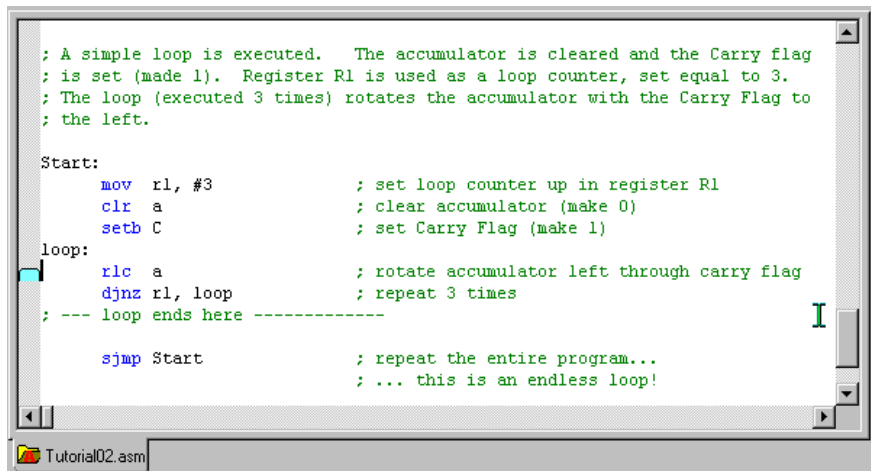 ; A simple loop is executed.   The accumulator is cleared and the Carry flag
; is set (made 1).  Register R1 is used as a loop counter, set equal to 3.
; The loop (executed 3 times) rotates the accumulator with the Carry Flag to
; the left.
Start:
mov  r1, #3                 ; set loop counter up in register R1
clr  a                      ; clear accumulator (make 0)
setb C                      ; set Carry Flag (make 1)
loop:
rlc  a                      ; rotate accumulator left through carry flag
djnz r1, loop               ; repeat 3 times
; --- loop ends here -------------
sjmp Start                  ; repeat the entire program...
; ... this is an endless loop!
Tutorial02.asm